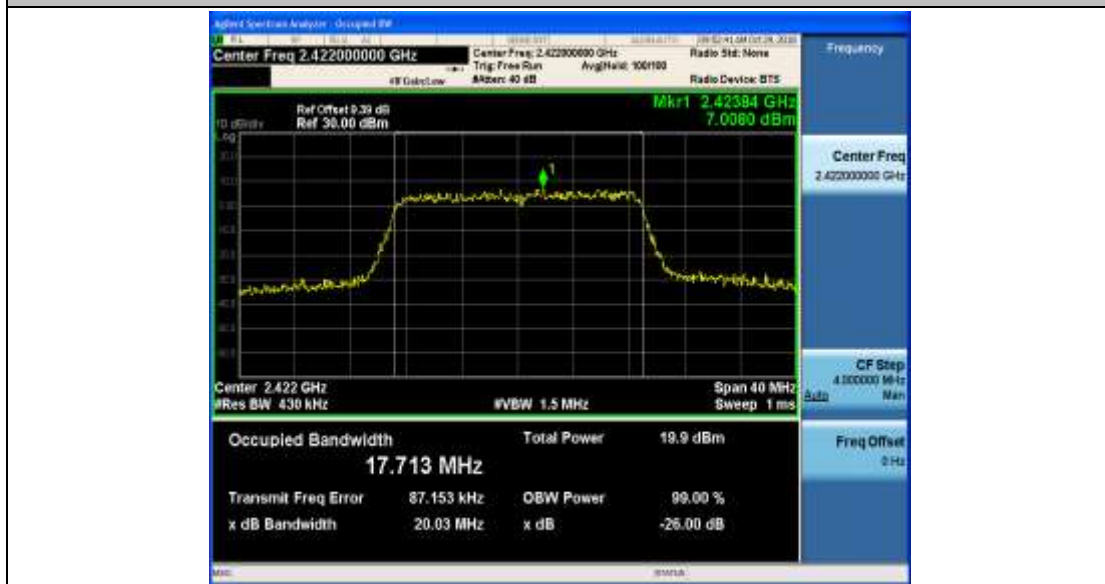 Agilent Spectrum Analyzer - Occupied BW
Center Freq 2.422000000 GHz
Center Freq: 2.422000000 GHz
Radio Std: None
Frequency
Trig: Free Run
Avg|Hold: 100/100
#IFGain:Low
#Atten: 40 dB
Radio Device: BTS
Ref Offset 9.39 dB
Mkr1 2.42384 GHz
10 dB/div
Ref 30.00 dBm
7.0080 dBm
Log
1
Center Freq
2.422000000 GHz
Center 2.422 GHz
Span 40 MHz
#Res BW 430 kHz
#VBW 1.5 MHz
Sweep 1 ms
CF Step
4.000000 MHz
Auto
Man
Occupied Bandwidth
Total Power
19.9 dBm
17.713 MHz
Freq Offset
0 Hz
Transmit Freq Error
87.153 kHz
OBW Power
99.00 %
x dB Bandwidth
20.03 MHz
x dB
-26.00 dB
MSG
STATUS